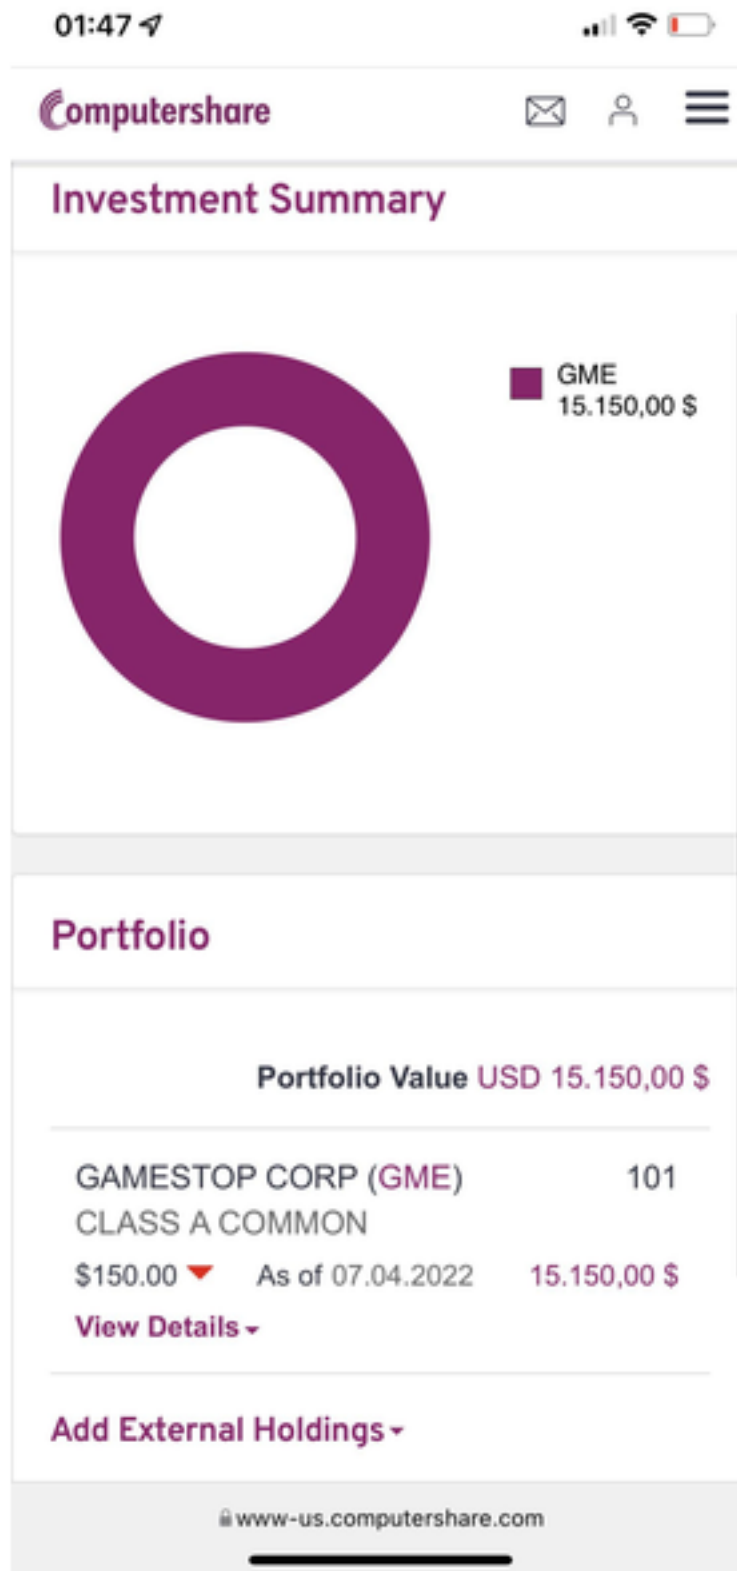 01:47
Computershare
Investment Summary
GME
15.150,00 $
Portfolio
Portfolio Value USD 15.150,00 $
GAMESTOP CORP (GME) 101
CLASS A COMMON
$150.00 As of 07.04.2022 15.150,00 $
View Details
Add External Holdings
www-us.computershare.com